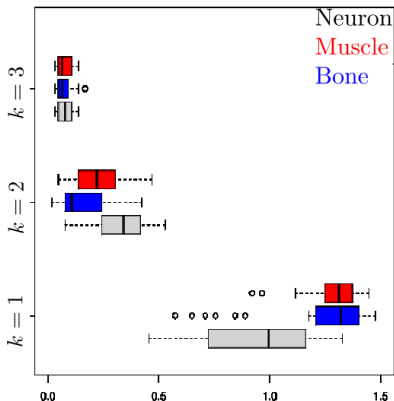 Neuron
Muscle
Bone
k = 3
k = 2
k = 1
0.0 0.5 1.0 1.5